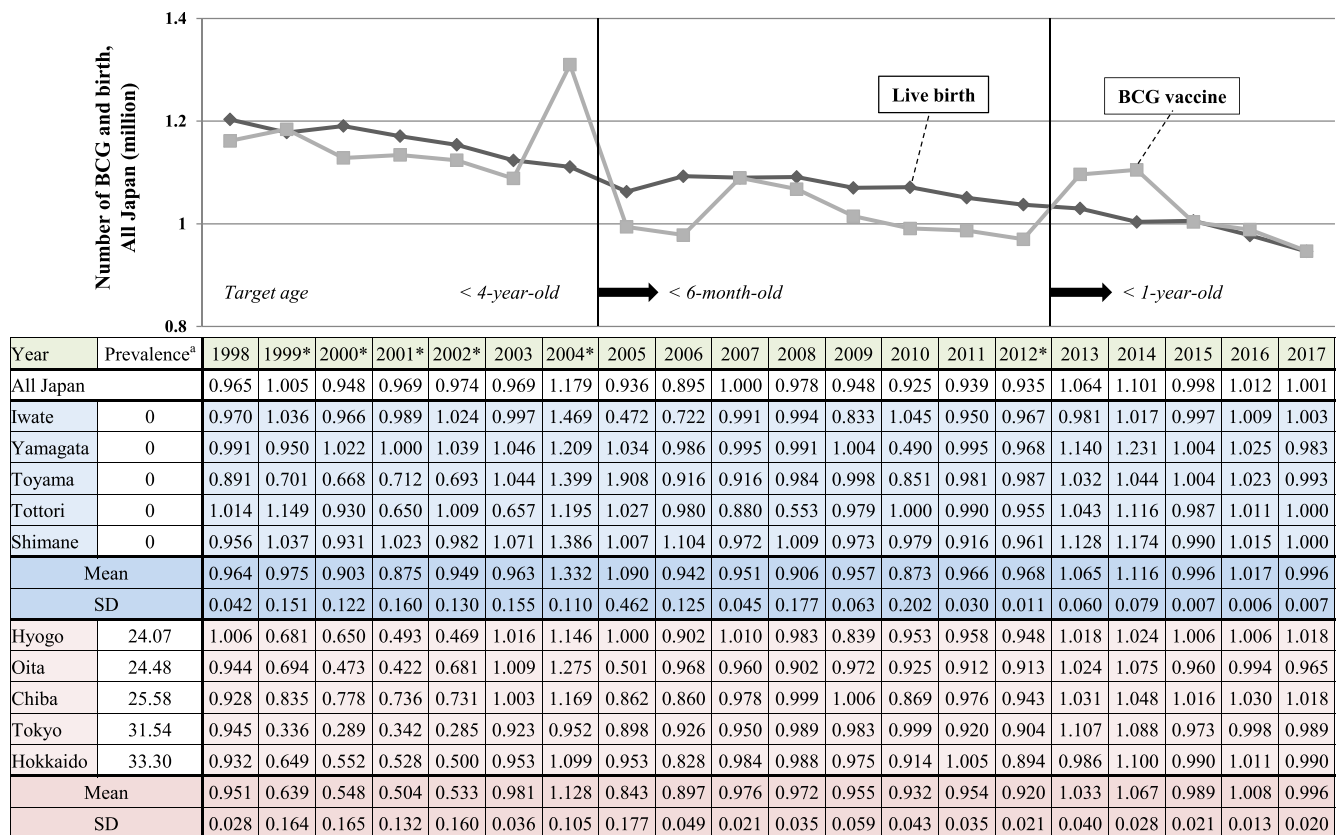 1.4
1.2
1
0.8
Number of BCG and birth,
All Japan (million)
Live birth
BCG vaccine
Target age < 4-year-old < 6-month-old < 1-year-old
Year Prevalenceᵃ 1998 1999* 2000* 2001* 2002* 2003 2004* 2005 2006 2007 2008 2009 2010 2011 2012* 2013 2014 2015 2016 2017
All Japan 0.965 1.005 0.948 0.969 0.974 0.969 1.179 0.936 0.895 1.000 0.978 0.948 0.925 0.939 0.935 1.064 1.101 0.998 1.012 1.001
Iwate 0 0.970 1.036 0.966 0.989 1.024 0.997 1.469 0.472 0.722 0.991 0.994 0.833 1.045 0.950 0.967 0.981 1.017 0.997 1.009 1.003
Yamagata 0 0.991 0.950 1.022 1.000 1.039 1.046 1.209 1.034 0.986 0.995 0.991 1.004 0.490 0.995 0.968 1.140 1.231 1.004 1.025 0.983
Toyama 0 0.891 0.701 0.668 0.712 0.693 1.044 1.399 1.908 0.916 0.916 0.984 0.998 0.851 0.981 0.987 1.032 1.044 1.004 1.023 0.993
Tottori 0 1.014 1.149 0.930 0.650 1.009 0.657 1.195 1.027 0.980 0.880 0.553 0.979 1.000 0.990 0.955 1.043 1.116 0.987 1.011 1.000
Shimane 0 0.956 1.037 0.931 1.023 0.982 1.071 1.386 1.007 1.104 0.972 1.009 0.973 0.979 0.916 0.961 1.128 1.174 0.990 1.015 1.000
Mean 0.964 0.975 0.903 0.875 0.949 0.963 1.332 1.090 0.942 0.951 0.906 0.957 0.873 0.966 0.968 1.065 1.116 0.996 1.017 0.996
SD 0.042 0.151 0.122 0.160 0.130 0.155 0.110 0.462 0.125 0.045 0.177 0.063 0.202 0.030 0.011 0.060 0.079 0.007 0.006 0.007
Hyogo 24.07 1.006 0.681 0.650 0.493 0.469 1.016 1.146 1.000 0.902 1.010 0.983 0.839 0.953 0.958 0.948 1.018 1.024 1.006 1.006 1.018
Oita 24.48 0.944 0.694 0.473 0.422 0.681 1.009 1.275 0.501 0.968 0.960 0.902 0.972 0.925 0.912 0.913 1.024 1.075 0.960 0.994 0.965
Chiba 25.58 0.928 0.835 0.778 0.736 0.731 1.003 1.169 0.862 0.860 0.978 0.999 1.006 0.869 0.976 0.943 1.031 1.048 1.016 1.030 1.018
Tokyo 31.54 0.945 0.336 0.289 0.342 0.285 0.923 0.952 0.898 0.926 0.950 0.989 0.983 0.999 0.920 0.904 1.107 1.088 0.973 0.998 0.989
Hokkaido 33.30 0.932 0.649 0.552 0.528 0.500 0.953 1.099 0.953 0.828 0.984 0.988 0.975 0.914 1.005 0.894 0.986 1.100 0.990 1.011 0.990
Mean 0.951 0.639 0.548 0.504 0.533 0.981 1.128 0.843 0.897 0.976 0.972 0.955 0.932 0.954 0.920 1.033 1.067 0.989 1.008 0.996
SD 0.028 0.164 0.165 0.132 0.160 0.036 0.105 0.177 0.049 0.021 0.035 0.059 0.043 0.035 0.021 0.040 0.028 0.021 0.013 0.020